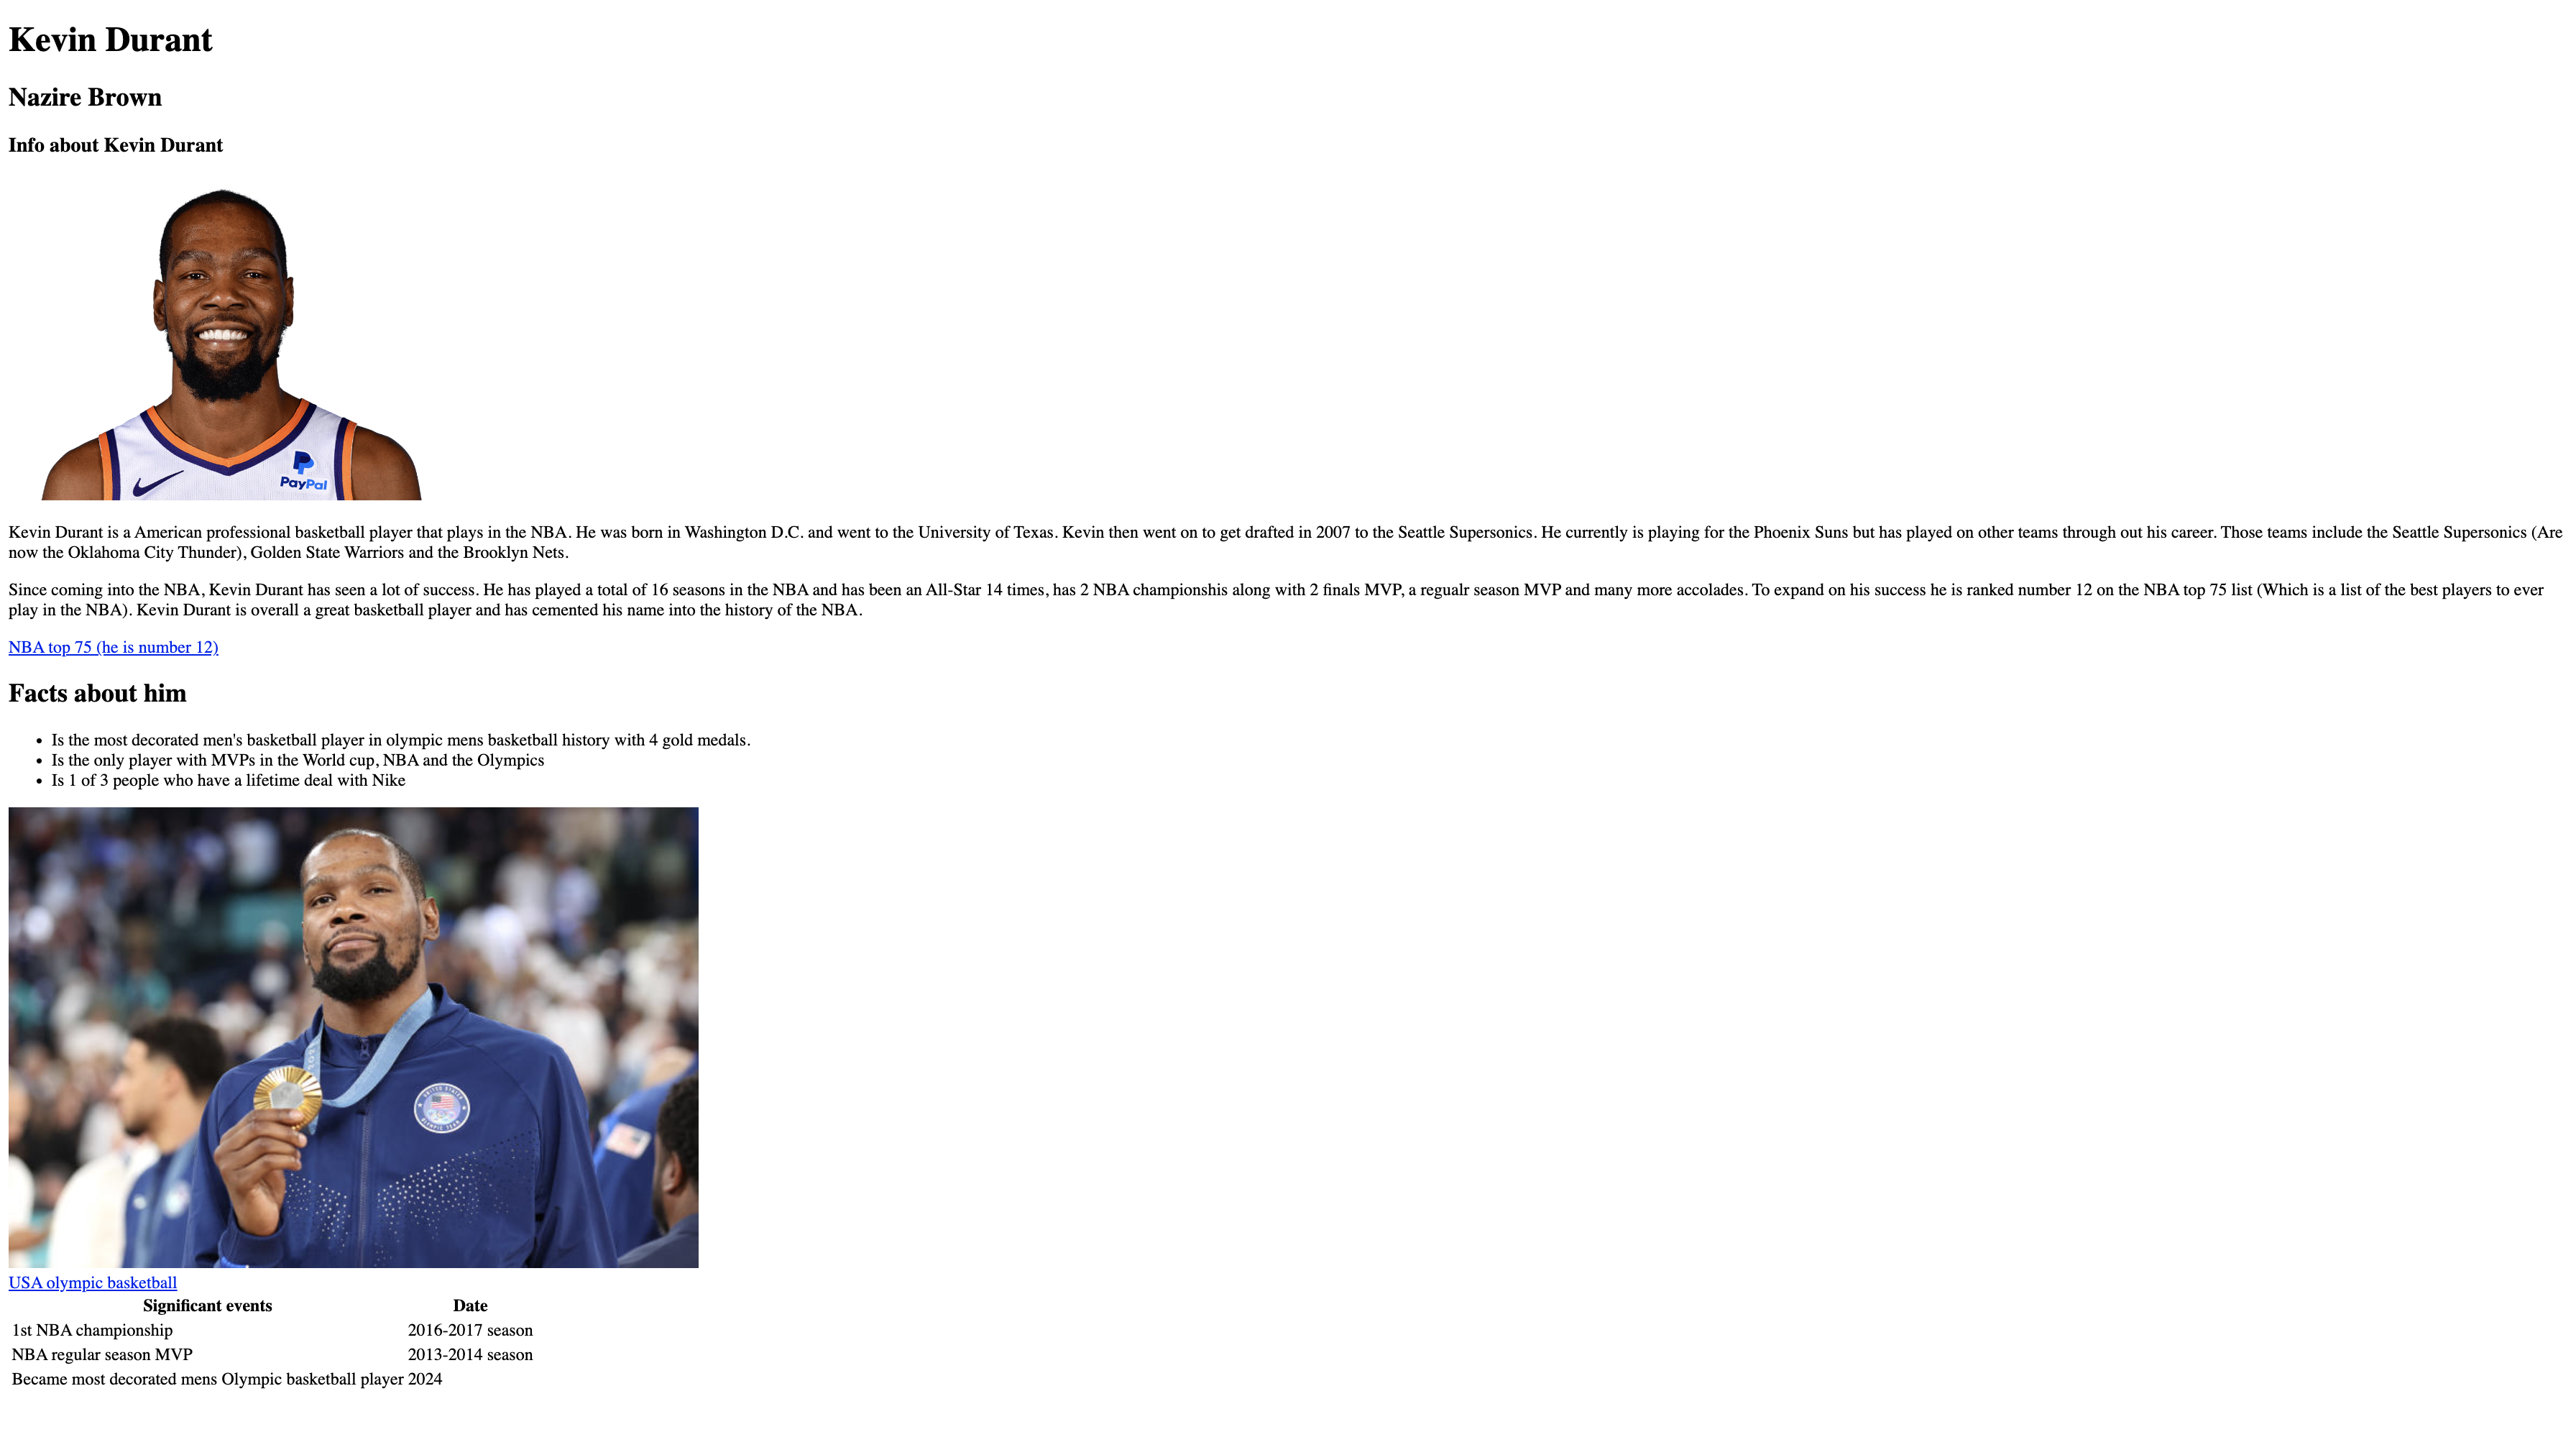 Kevin Durant
Nazire Brown
Info about Kevin Durant
PayPal
Kevin Durant is a American professional basketball player that plays in the NBA. He was born in Washington D.C. and went to the University of Texas. Kevin then went on to get drafted in 2007 to the Seattle Supersonics. He currently is playing for the Phoenix Suns but has played on other teams through out his career. Those teams include the Seattle Supersonics (Are
now the Oklahoma City Thunder), Golden State Warriors and the Brooklyn Nets.
Since coming into the NBA, Kevin Durant has seen a lot of success. He has played a total of 16 seasons in the NBA and has been an All-Star 14 times, has 2 NBA championshis along with 2 finals MVP, a regualr season MVP and many more accolades. To expand on his success he is ranked number 12 on the NBA top 75 list (Which is a list of the best players to ever
play in the NBA). Kevin Durant is overall a great basketball player and has cemented his name into the history of the NBA.
NBA top 75 (he is number 12)
Facts about him
• Is the most decorated men's basketball player in olympic mens basketball history with 4 gold medals.
• Is the only player with MVPs in the World cup, NBA and the Olympics
• Is 1 of 3 people who have a lifetime deal with Nike
UNITED STATES
OLYMPIC TEAM
USA olympic basketball
Significant events Date
1st NBA championship 2016-2017 season
NBA regular season MVP 2013-2014 season
Became most decorated mens Olympic basketball player 2024